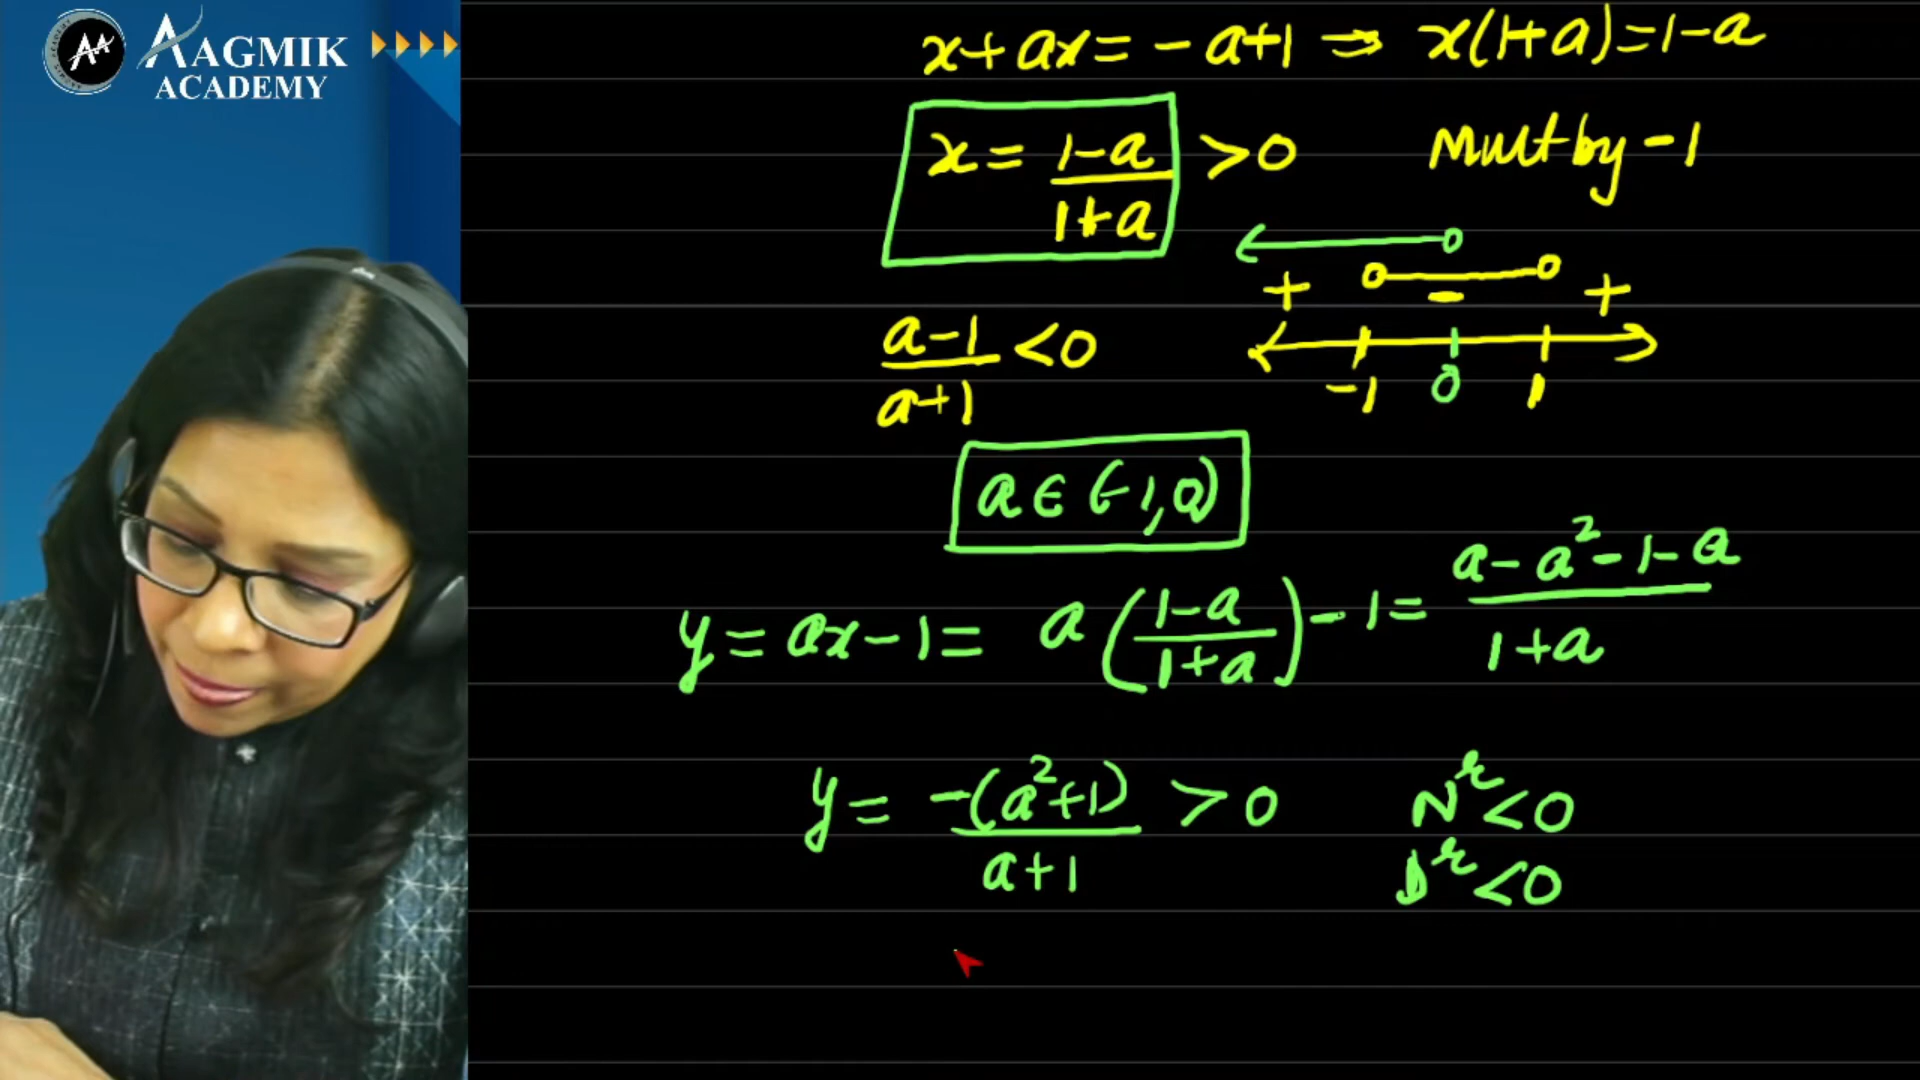 AAGMIK
ACADEMY
x+ax=-a+1 ⇒ x(1+a)=1-a
x = (1-a)/(1+a) >0 Mult by -1
+ - +
(a-1)/(a+1) <0
-1 0 1
a ∈ (-1,0)
y = ax-1 = a((1-a)/(1+a)) - 1 = (a-a²-1-a)/(1+a)
y = -(a²+1)/(a+1) > 0 Nʳ<0
Dʳ<0